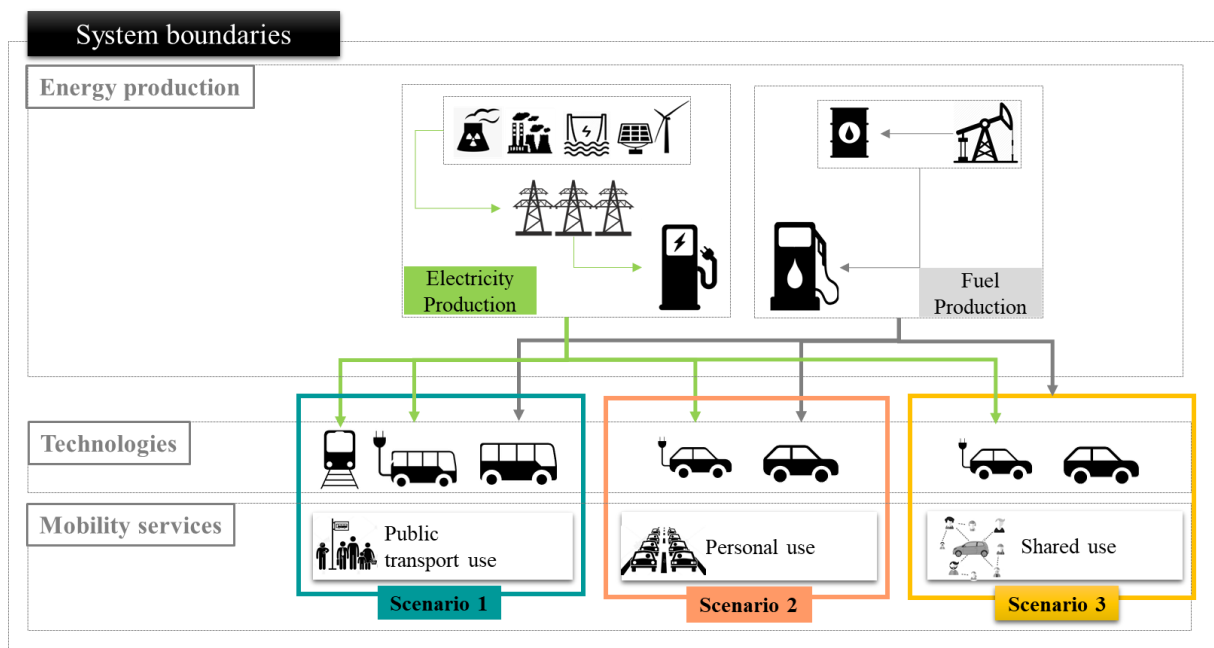 System boundaries
Energy production
Electricity
Production
Fuel
Production
Technologies
Mobility services
Public
transport use
Personal use
Shared use
Scenario 1
Scenario 2
Scenario 3